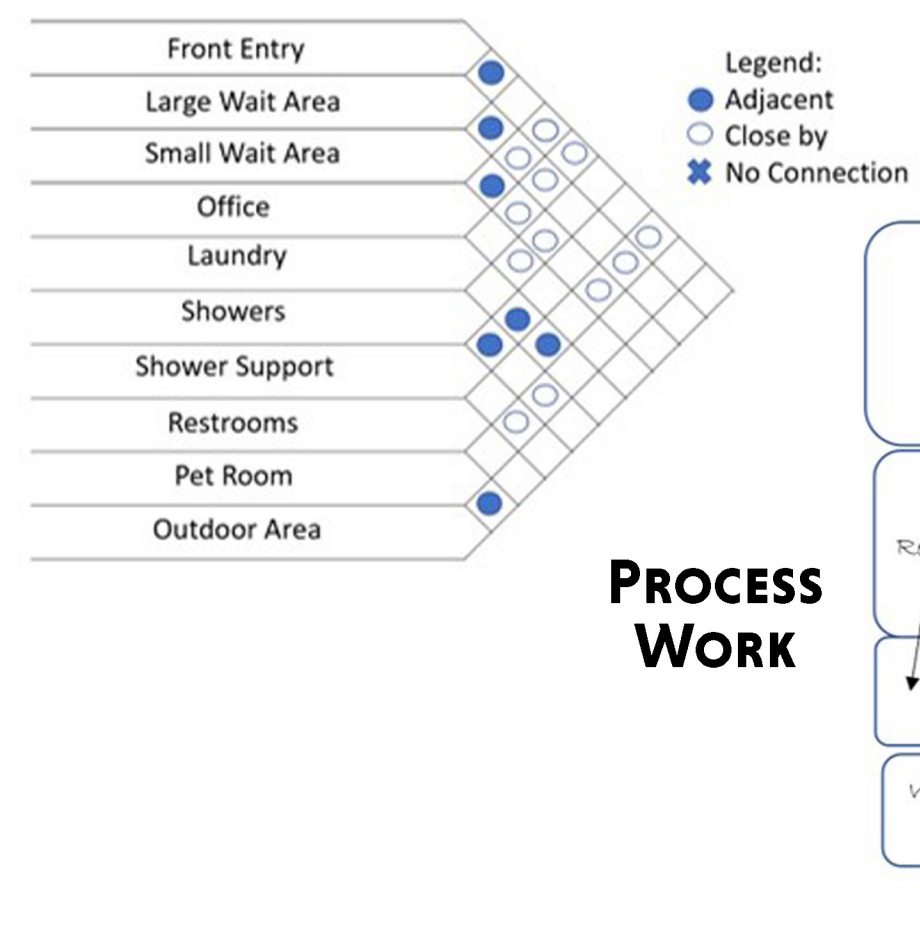 Front Entry
Large Wait Area
Small Wait Area
Office
Laundry
Showers
Shower Support
Restrooms
Pet Room
Outdoor Area
Legend:
Adjacent
Close by
No Connection
PROCESS
WORK